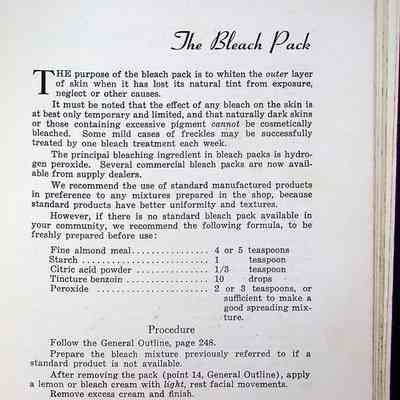 The Bleach Pack
THE purpose of the bleach pack is to whiten the outer layer
of skin when it has lost its natural tint from exposure,
neglect or other causes.
It must be noted that the effect of any bleach on the skin is
at best only temporary and limited, and that naturally dark skins
or those containing excessive pigment cannot be cosmetically
bleached. Some mild cases of freckles may be successfully
treated by one bleach treatment each week.
The principal bleaching ingredient in bleach packs is hydro-
gen peroxide. Several commercial bleach packs are now avail-
able from supply dealers.
We recommend the use of standard manufactured products
in preference to any mixtures prepared in the shop, because
standard products have better uniformity and textures.
However, if there is no standard bleach pack available in
your community, we recommend the following formula, to be
freshly prepared before use:
Fine almond meal.................. 4 or 5 teaspoons
Starch ........................... 1 teaspoon
Citric acid powder ............... 1/3 teaspoon
Tincture benzoin ................. 10 drops
Peroxide ......................... 2 or 3 teaspoons, or
sufficient to make a
good spreading mix-
ture.
Procedure
Follow the General Outline, page 248.
Prepare the bleach mixture previously referred to if a
standard product is not available.
After removing the pack (point 14, General Outline), apply
a lemon or bleach cream with light, rest facial movements.
Remove excess cream and finish.